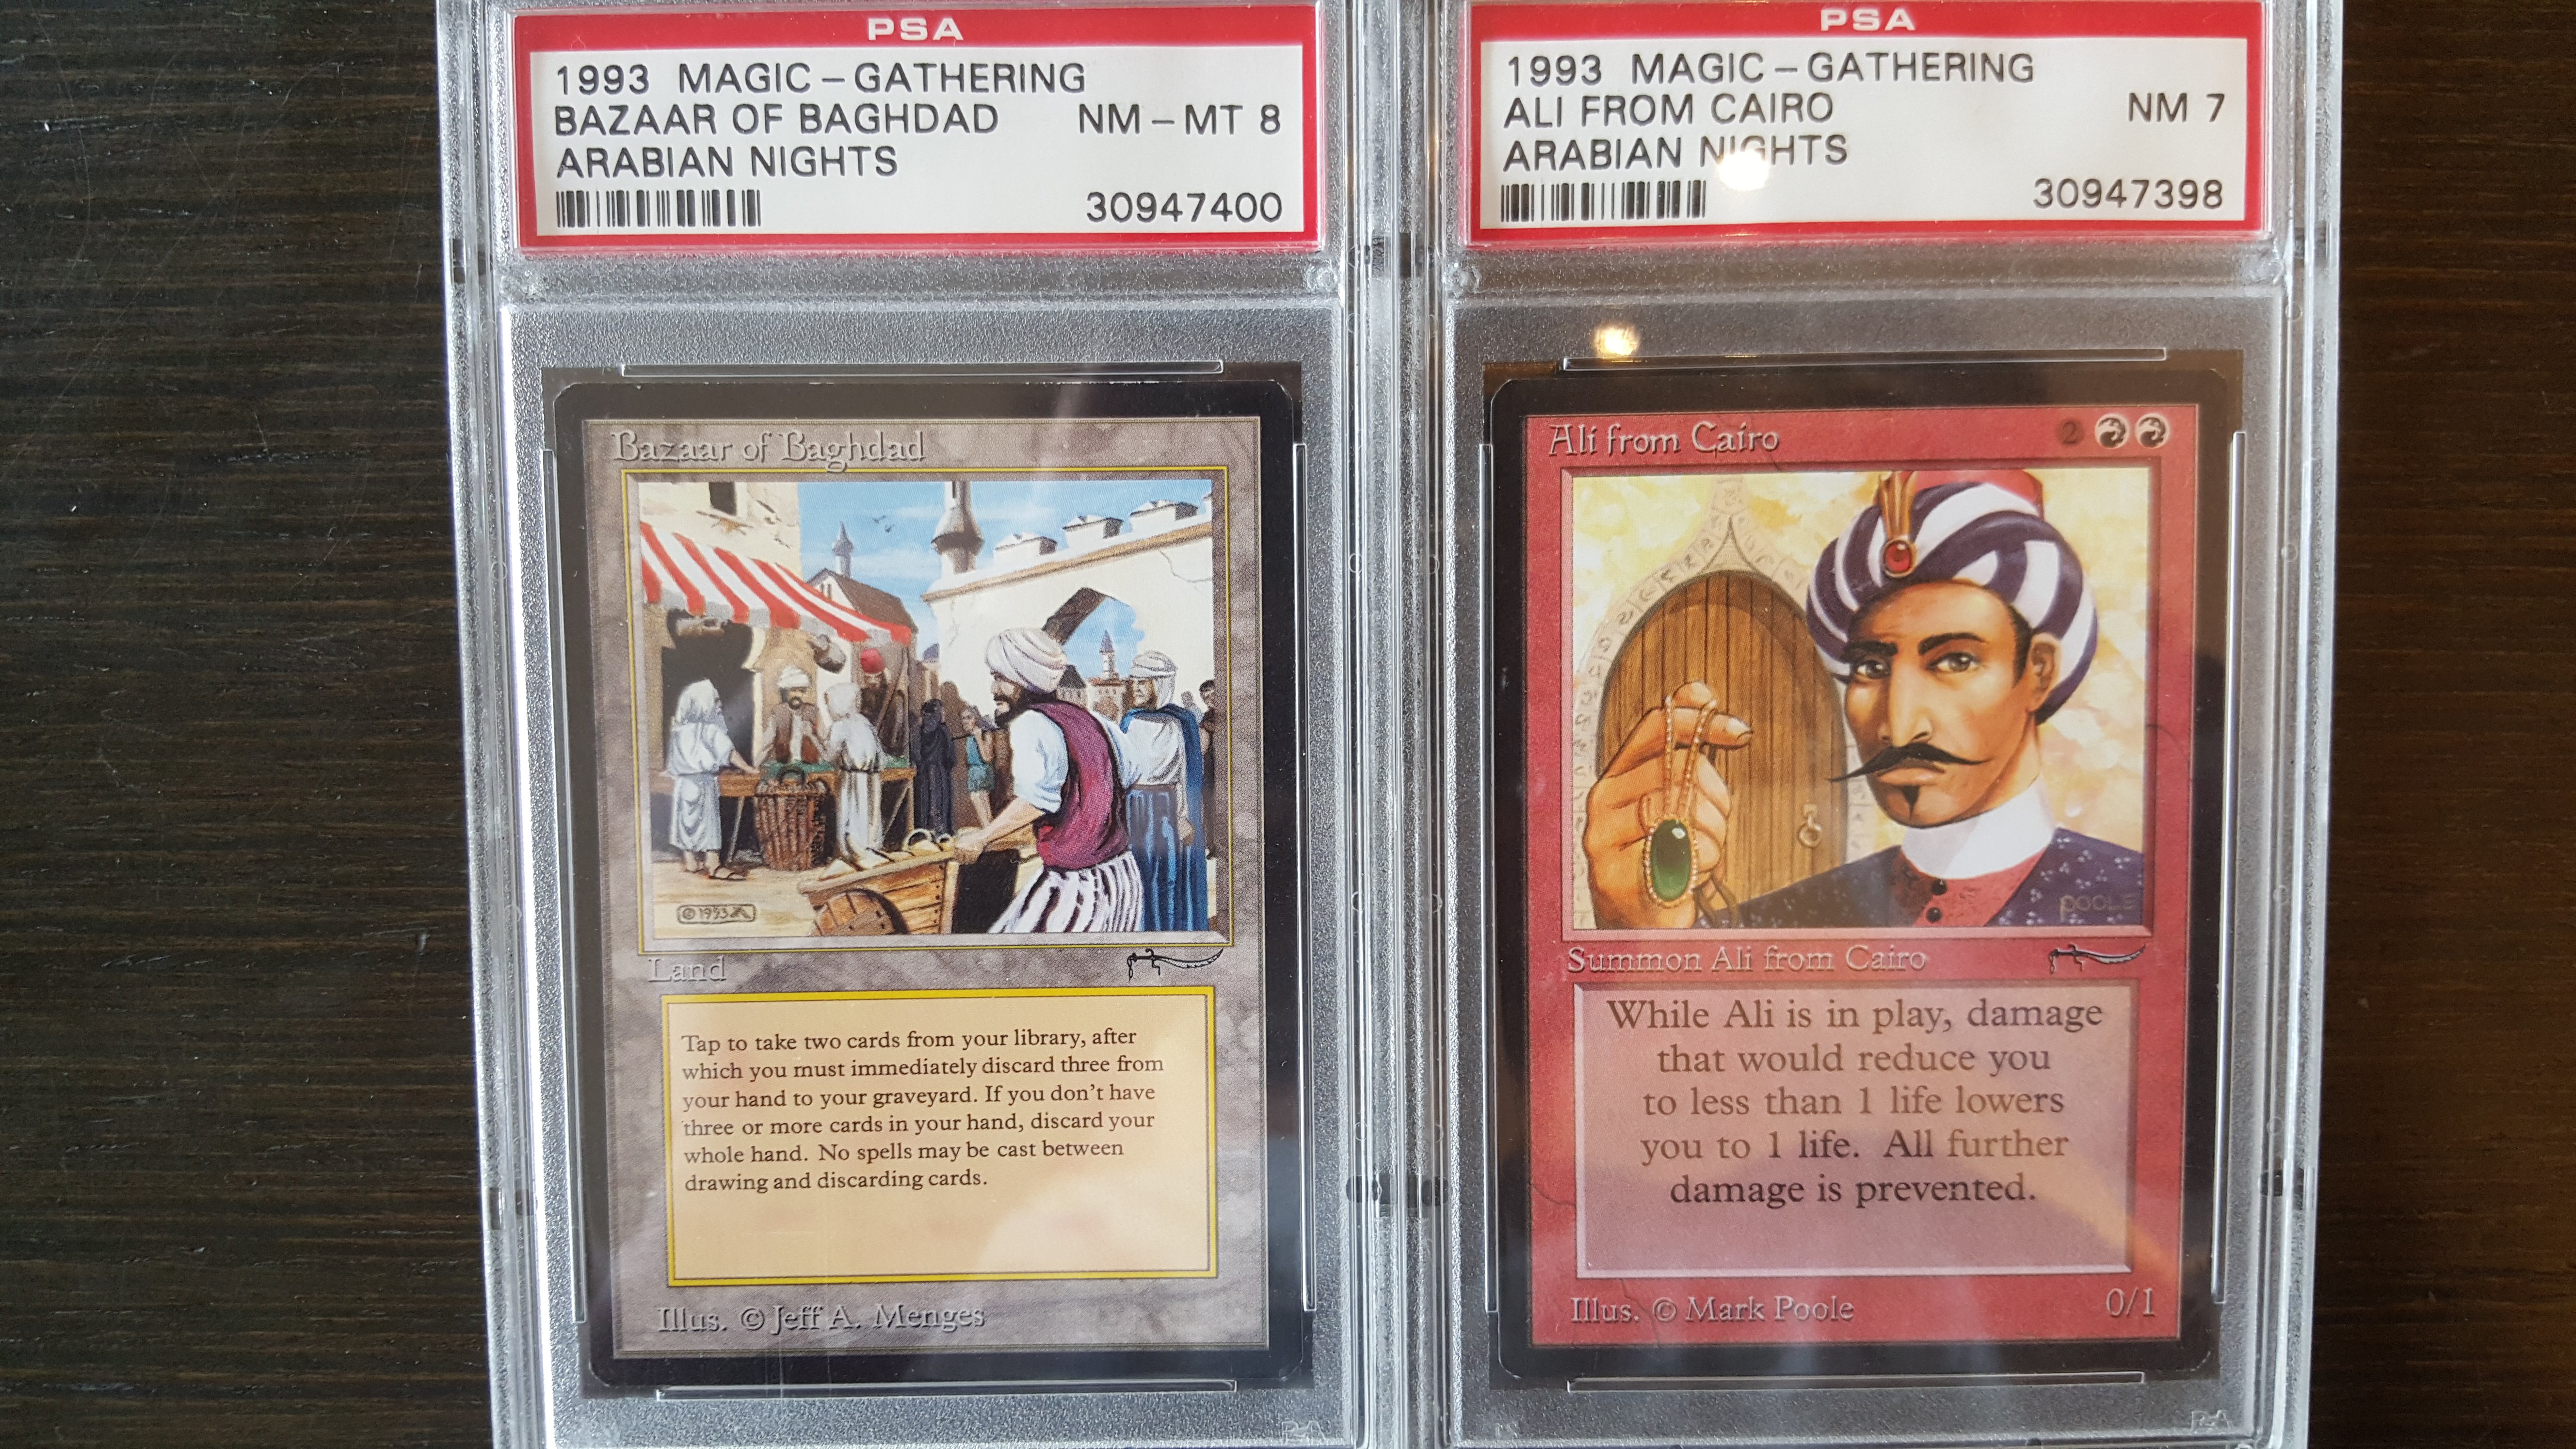 PSA
1993 MAGIC – GATHERING
BAZAAR OF BAGHDAD NM – MT 8
ARABIAN NIGHTS
30947400
Bazaar of Baghdad
© 1993
Land
Tap to take two cards from your library, after
which you must immediately discard three from
your hand to your graveyard. If you don't have
three or more cards in your hand, discard your
whole hand. No spells may be cast between
drawing and discarding cards.
Illus. © Jeff A. Menges
PSA
PSA
1993 MAGIC – GATHERING
ALI FROM CAIRO NM 7
ARABIAN NIGHTS
30947398
Ali from Cairo 2
POOLE
Summon Ali from Cairo
While Ali is in play, damage
that would reduce you
to less than 1 life lowers
you to 1 life. All further
damage is prevented.
Illus. © Mark Poole 0/1
PSA